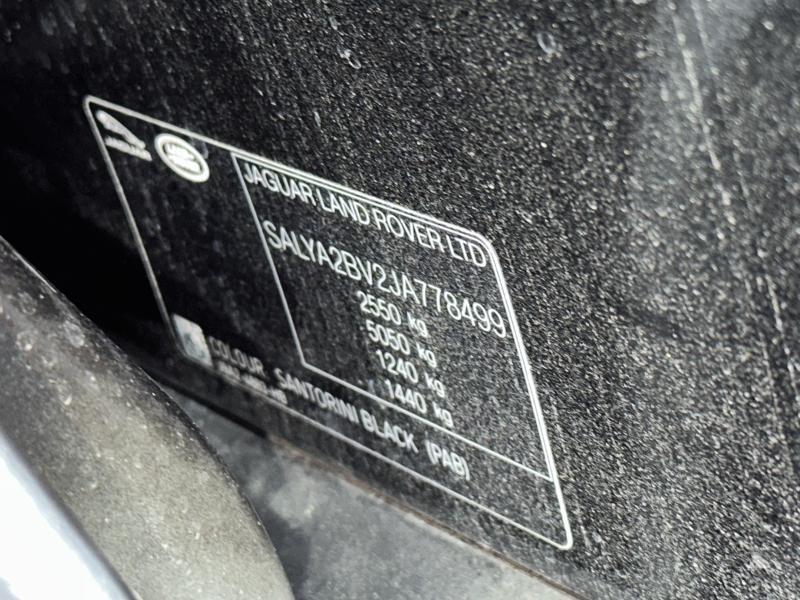 JAGUAR LAND ROVER LTD
SALYA2BV2JA778499
2550 kg
5050 kg
1240 kg
1440 kg
COLOUR SANTORINI BLACK (PAB)